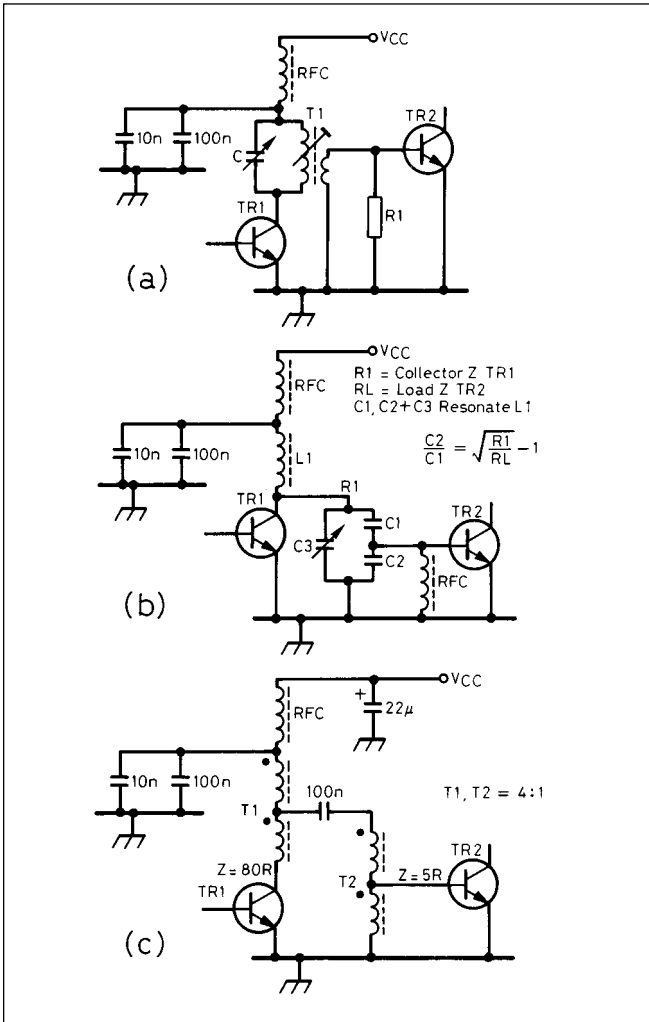 VCC
RFC
T1
TR2
10n
100n
C
R1
TR1
(a)
VCC
R1 = Collector Z TR1
RL = Load Z TR2
C1, C2+C3 Resonate L1
C2/C1 = √R1/RL - 1
RFC
10n
100n
L1
R1
TR1
TR2
C1
C3
C2
RFC
(b)
VCC
+
22μ
RFC
10n
100n
100n
T1, T2 = 4:1
T1
TR2
Z=80R
T2
Z=5R
TR1
(c)